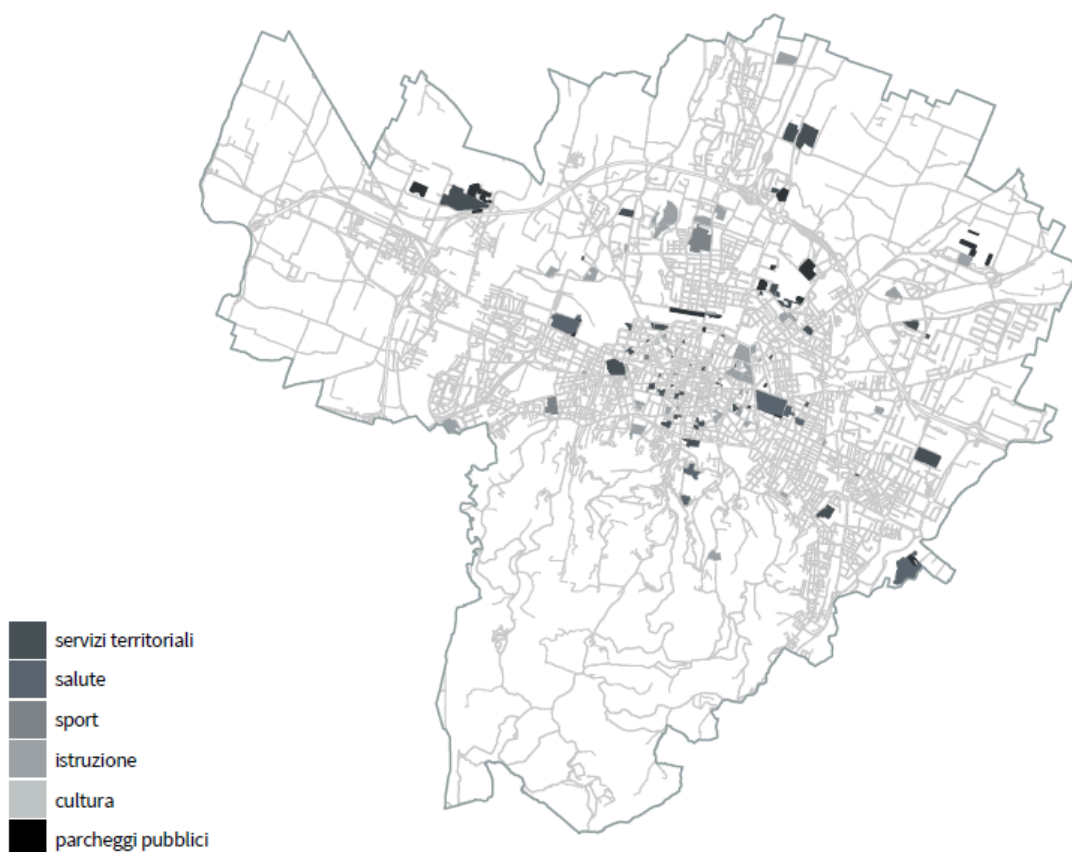 servizi territoriali
salute
sport
istruzione
cultura
parcheggi pubblici